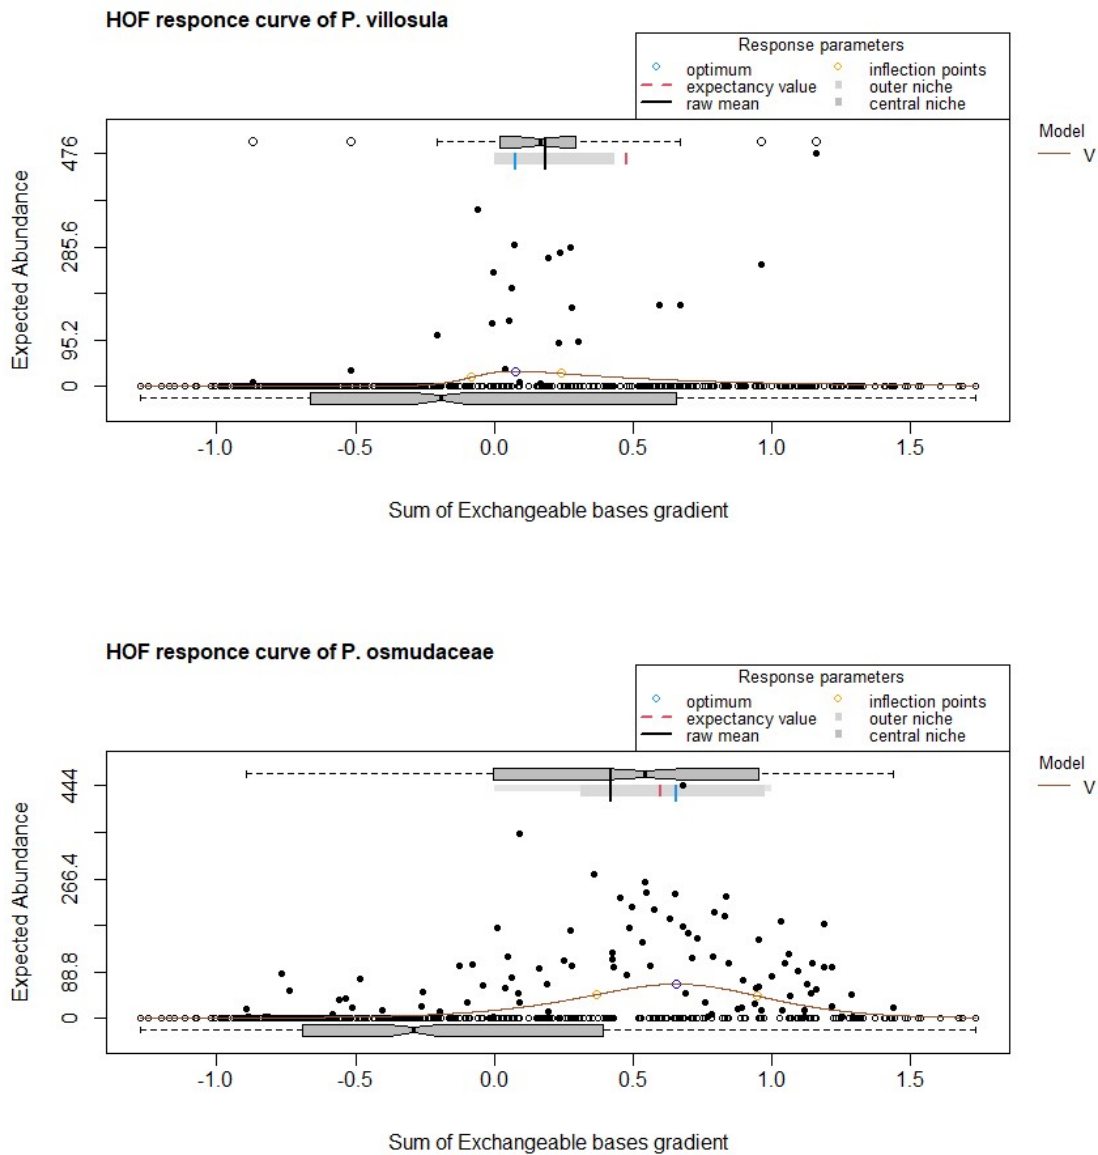 HOF responce curve of P. villosula
Response parameters
optimum
inflection points
expectancy value
outer niche
raw mean
central niche
Model
V
Expected Abundance
476
285.6
95.2
0
-1.0 -0.5 0.0 0.5 1.0 1.5
Sum of Exchangeable bases gradient
HOF responce curve of P. osmudaceae
Response parameters
optimum
inflection points
expectancy value
outer niche
raw mean
central niche
Model
V
Expected Abundance
444
266.4
88.8
0
-1.0 -0.5 0.0 0.5 1.0 1.5
Sum of Exchangeable bases gradient